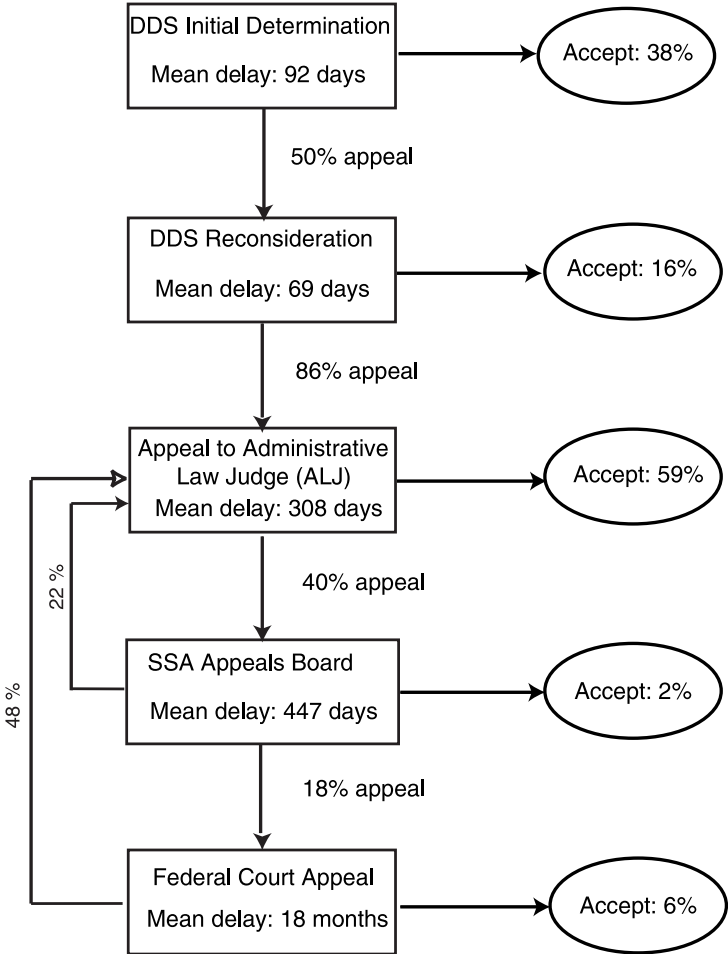 DDS Initial Determination
Mean delay: 92 days
Accept: 38%
50% appeal
DDS Reconsideration
Mean delay: 69 days
Accept: 16%
86% appeal
Appeal to Administrative
Law Judge (ALJ)
Mean delay: 308 days
Accept: 59%
22 %
40% appeal
48 %
SSA Appeals Board
Mean delay: 447 days
Accept: 2%
18% appeal
Federal Court Appeal
Mean delay: 18 months
Accept: 6%